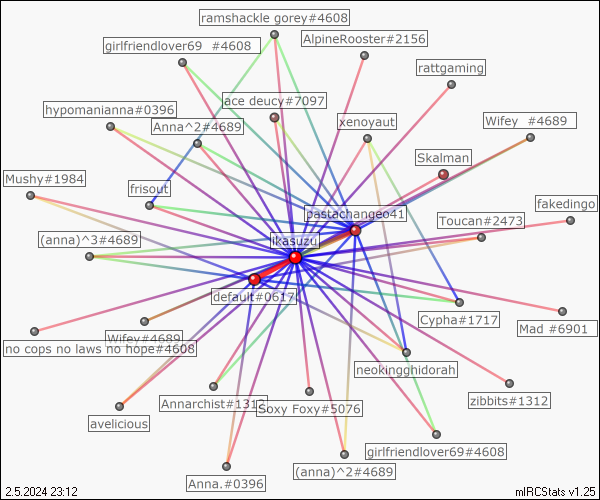 ramshackle gorey#4608
AlpineRooster#2156
girlfriendlover69 #4608
rattgaming
ace deucy#7097
hypomanianna#0396
xenoyaut
Wifey #4689
Anna^2#4689
Skalman
Mushy#1984
frisout
fakedingo
pastachangeo41
Toucan#2473
(anna)^3#4689
ikasuzu
default#0617
Cypha#1717
Mad #6901
Wifey#4689
no cops no laws no hope#4608
neokingghidorah
zibbits#1312
Annarchist#1312
Soxy Foxy#5076
avelicious
girlfriendlover69#4608
(anna)^2#4689
Anna.#0396
2.5.2024 23:12
mIRCStats v1.25